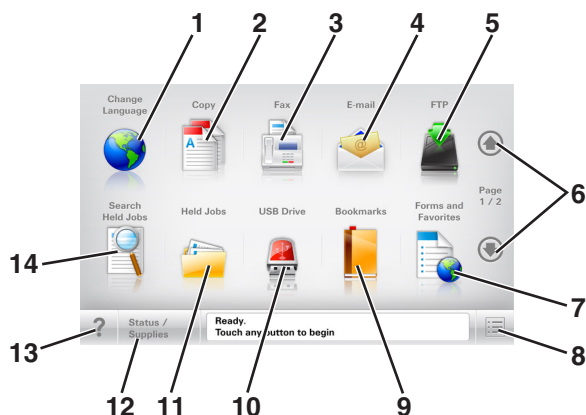 1 2 3 4 5
Change
Language
Copy
Fax
E-mail
FTP
A
@
6
Page
1 / 2
Search
Held Jobs
Held Jobs
USB Drive
Bookmarks
Forms and
Favorites
14
7
?
Status /
Supplies
Ready.
Touch any button to begin
13
8
12 11 10 9